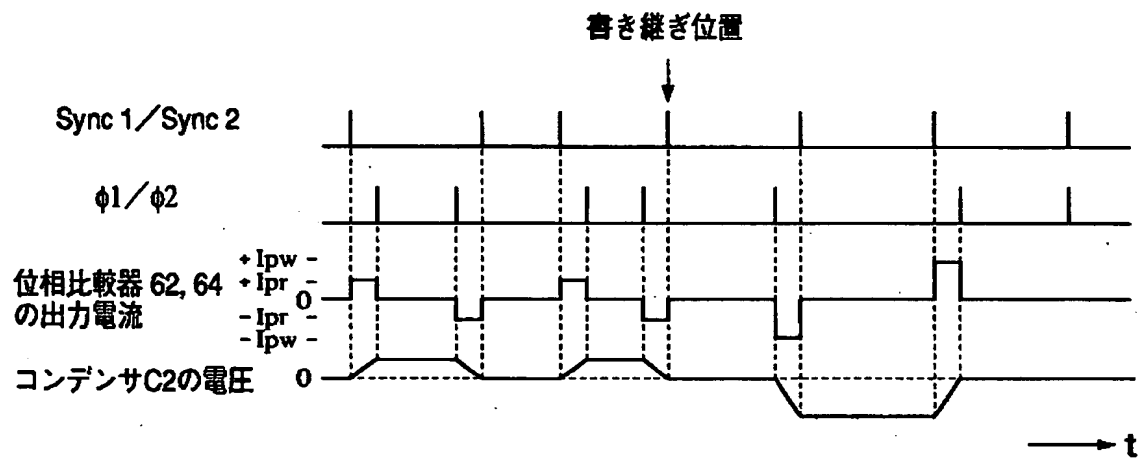 書き継ぎ位置
Sync 1／Sync 2
ϕ1／ϕ2
位相比較器 62, 64
の出力電流
+Ipw
+Ipr
0
-Ipr
-Ipw
コンデンサC2の電圧
0
t